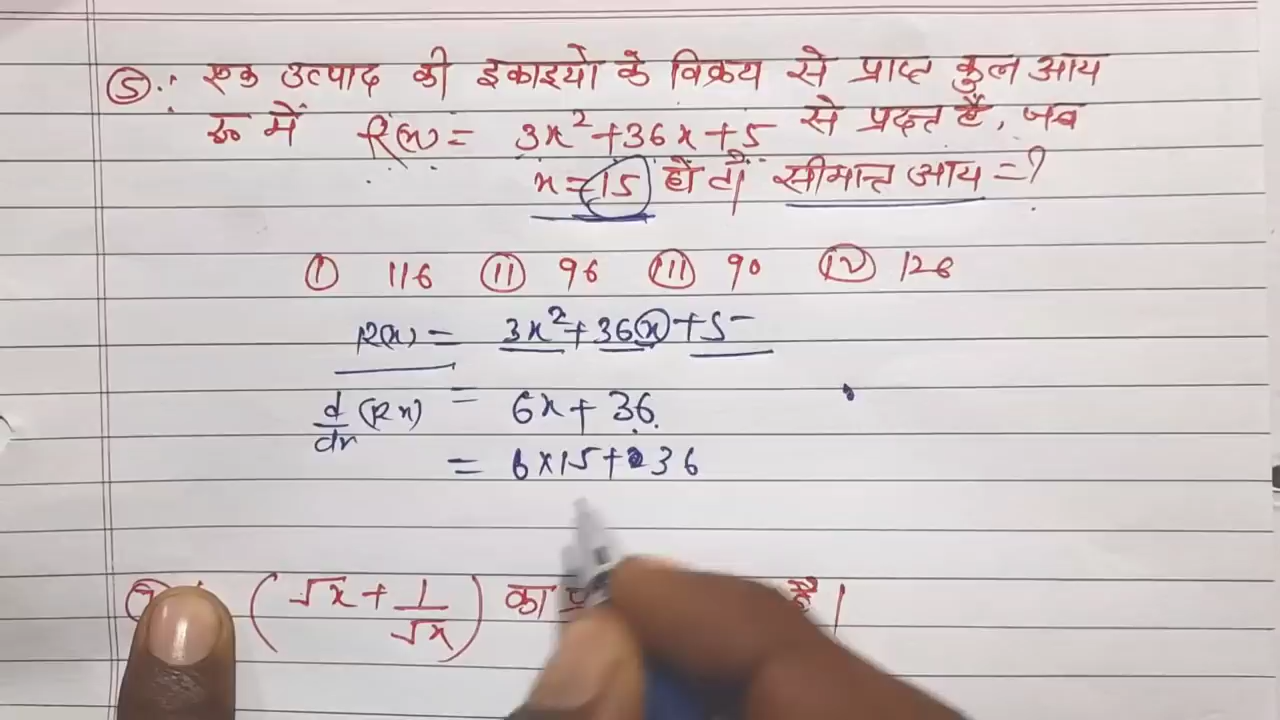 ⑤: एक उत्पाद की इकाइयो के विक्रय से प्राप्त कुल आय
रू में R(x) = 3x² + 36x + 5 से प्रदत्त है, जब
x = 15 हो तो सीमान्त आय = ?
Ⓘ 116 Ⓘⓘ 96 Ⓘⓘⓘ 90 Ⓘⓥ 126
R(x) = 3x² + 36x + 5
d/dx (Rx) = 6x + 36
= 6×15 + 36
(√x + 1/√x) का है।